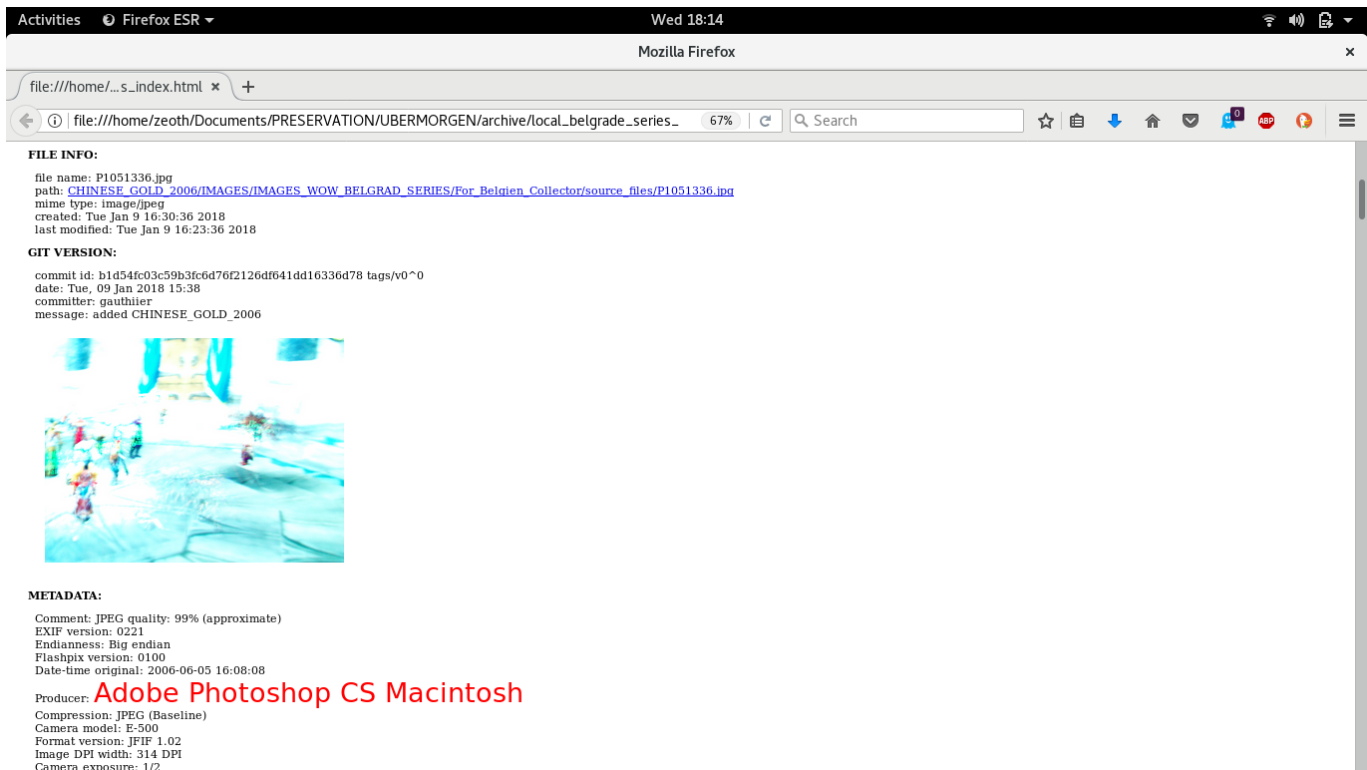 Activities Firefox ESR Wed 18:14
Mozilla Firefox
file:///home/...s_index.html
file:///home/zeoth/Documents/PRESERVATION/UBERMORGEN/archive/local_belgrade_series_ 67% Search 0 ABP
FILE INFO:
file name: P1051336.jpg
path: CHINESE_GOLD_2006/IMAGES/IMAGES_WOW_BELGRAD_SERIES/For_Belgien_Collector/source_files/P1051336.jpg
mime type: image/jpeg
created: Tue Jan 9 16:30:36 2018
last modified: Tue Jan 9 16:23:36 2018
GIT VERSION:
commit id: b1d54fc03c59b3fc6d76f2126df641dd16336d78 tags/v0^0
date: Tue, 09 Jan 2018 15:38
committer: gauthiier
message: added CHINESE_GOLD_2006
METADATA:
Comment: JPEG quality: 99% (approximate)
EXIF version: 0221
Endianness: Big endian
Flashpix version: 0100
Date-time original: 2006-06-05 16:08:08
Producer: Adobe Photoshop CS Macintosh
Compression: JPEG (Baseline)
Camera model: E-500
Format version: JFIF 1.02
Image DPI width: 314 DPI
Camera exposure: 1/2